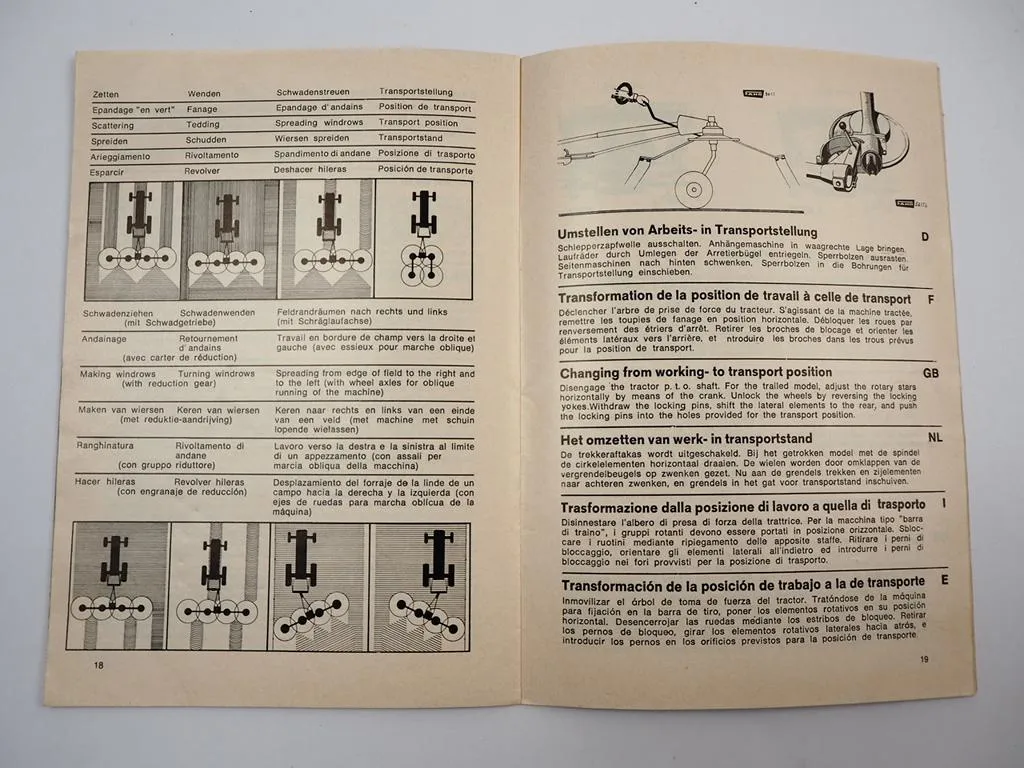 Zetten Wenden Schwadenstreuen Transportstellung
Epandage "en vert" Fanage Epandage d'andains Position de transport
Scattering Tedding Spreading windrows Transport position
Spreiden Schudden Wiersen spreiden Transportstand
Arieggiamento Rivoltamento Spandimento di andane Posizione di trasporto
Esparcir Revolver Deshacer hileras Posición de transporte
Schwadenziehen Schwadenwenden Feldrandräumen nach rechts und links
(mit Schwadgetriebe) (mit Schräglaufachse)
Andainage Retournement Travail en bordure de champ vers la droite et
d'andains gauche (avec essieux pour marche oblique)
(avec carter de réduction)
Making windrows Turning windrows Spreading from edge of field to the right and
(with reduction gear) to the left (with wheel axles for oblique
running of the machine)
Maken van wiersen Keren van wiersen Keren naar rechts en links van een einde
(met reduktie-aandrijving) van een veld (met machine met schuin
lopende wielassen)
Ranghinatura Rivoltamento di Lavoro verso la destra e la sinistra al limite
andane di un appezzamento (con assali per
(con gruppo riduttore) marcia obliqua della macchina)
Hacer hileras Revolver hileras Desplazamiento del forraje de la linde de un
(con engranaje de reducción) campo hacia la derecha y la izquierda (con
ejes de ruedas para marcha oblícua de la
máquina)
18
FAHR
FAHR
Umstellen von Arbeits- in Transportstellung D
Schlepperzapfwelle ausschalten. Anhängemaschine in waagrechte Lage bringen.
Laufräder durch Umlegen der Arretierbügel entriegeln. Sperrbolzen ausrasten.
Seitenmaschinen nach hinten schwenken. Sperrbolzen in die Bohrungen für
Transportstellung einschieben.
Transformation de la position de travail à celle de transport F
Déclencher l'arbre de prise de force du tracteur. S'agissant de la machine tractée,
remettre les toupies de fanage en position horizontale. Débloquer les roues par
renversement des étriers d'arrêt. Retirer les broches de blocage et orienter les
éléments latéraux vers l'arrière, et ntroduire les broches dans les trous prévus
pour la position de transport.
Changing from working- to transport position GB
Disengage the tractor p. t. o. shaft. For the trailed model, adjust the rotary stars
horizontally by means of the crank. Unlock the wheels by reversing the locking
yokes.Withdraw the locking pins, shift the lateral elements to the rear, and push
the locking pins into the holes provided for the transport position.
Het omzetten van werk- in transportstand NL
De trekkeraftakas wordt uitgeschakeld. Bij het getrokken model met de spindel
de cirkelelementen horizontaal draaien. De wielen worden door omklappen van de
vergrendelbeugels op zwenken gezet. Nu aan de grendels trekken en zijelementen
naar achteren zwenken, en grendels in het gat voor transportstand inschuiven.
Trasformazione dalla posizione di lavoro a quella di trasporto I
Disinnestare l'albero di presa di forza della trattrice. Per la macchina tipo "barra
di traino", i gruppi rotanti devono essere portati in posizione orizzontale. Sbloc-
care i ruotini mediante ripiegamento delle apposite staffe. Ritirare i perni di
bloccaggio, orientare gli elementi laterali all'indietro ed introdurre i perni di
bloccaggio nei fori provvisti per la posizione di trasporto.
Transformación de la posición de trabajo a la de transporte E
Inmovilizar el órbol de toma de fuerza del tractor. Tratándose de la máquina
para fijación en la barra de tiro, poner los elementos rotativos en su posición
horizontal. Desencerrojar las ruedas mediante los estribos de bloqueo. Retirar
los pernos de bloqueo, girar los elementos rotativos laterales hacia atrós, e
introducir los pernos en los orificios previstos para la posición de transporte.
19